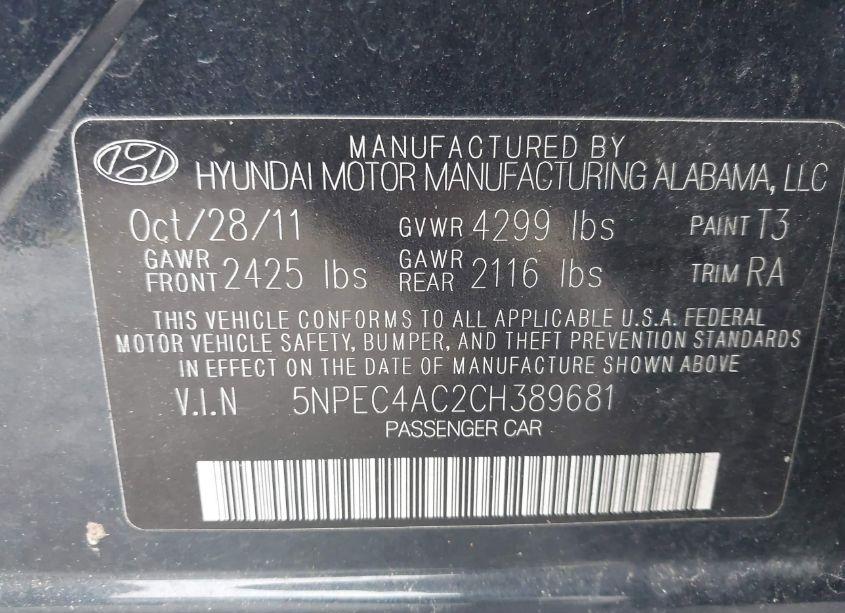 MANUFACTURED BY
HYUNDAI MOTOR MANUFACTURING ALABAMA, LLC
Oct/28/11 GVWR 4299 lbs PAINT T3
GAWR FRONT 2425 lbs GAWR REAR 2116 lbs TRIM RA
THIS VEHICLE CONFORMS TO ALL APPLICABLE U.S.A. FEDERAL
MOTOR VEHICLE SAFETY, BUMPER, AND THEFT PREVENTION STANDARDS
IN EFFECT ON THE DATE OF MANUFACTURE SHOWN ABOVE
V.I.N 5NPEC4AC2CH389681
PASSENGER CAR